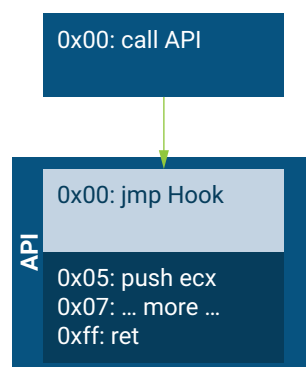 0x00: call API
API
0x00: jmp Hook
0x05: push ecx
0x07: … more …
0xff: ret